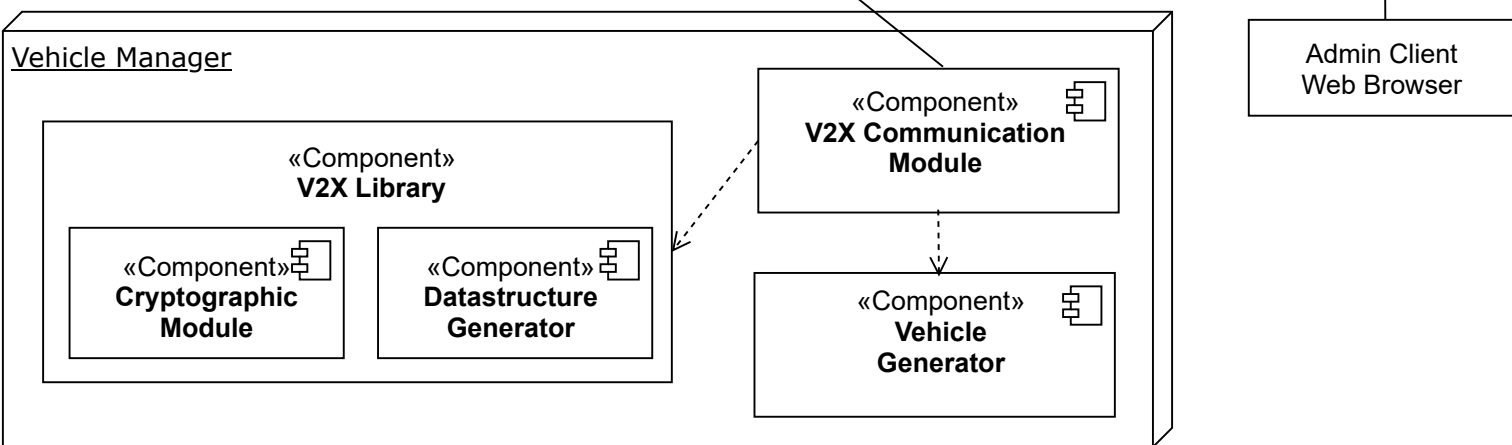 Vehicle Manager
«Component»
V2X Library
«Component»
Cryptographic
Module
«Component»
Datastructure
Generator
«Component»
V2X Communication
Module
«Component»
Vehicle
Generator
Admin Client
Web Browser